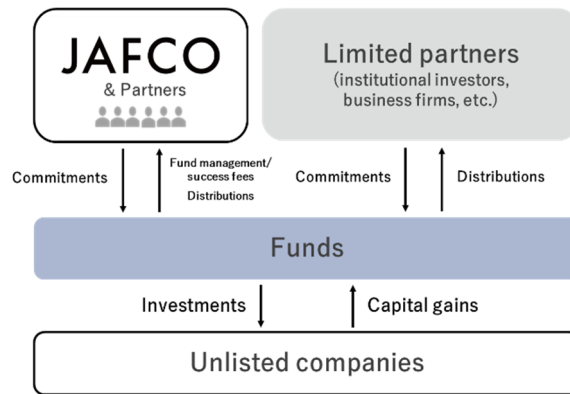 JAFCO
& Partners
Limited partners
(institutional investors,
business firms, etc.)
Commitments
Fund management/
success fees
Distributions
Commitments
Distributions
Funds
Investments
Capital gains
Unlisted companies